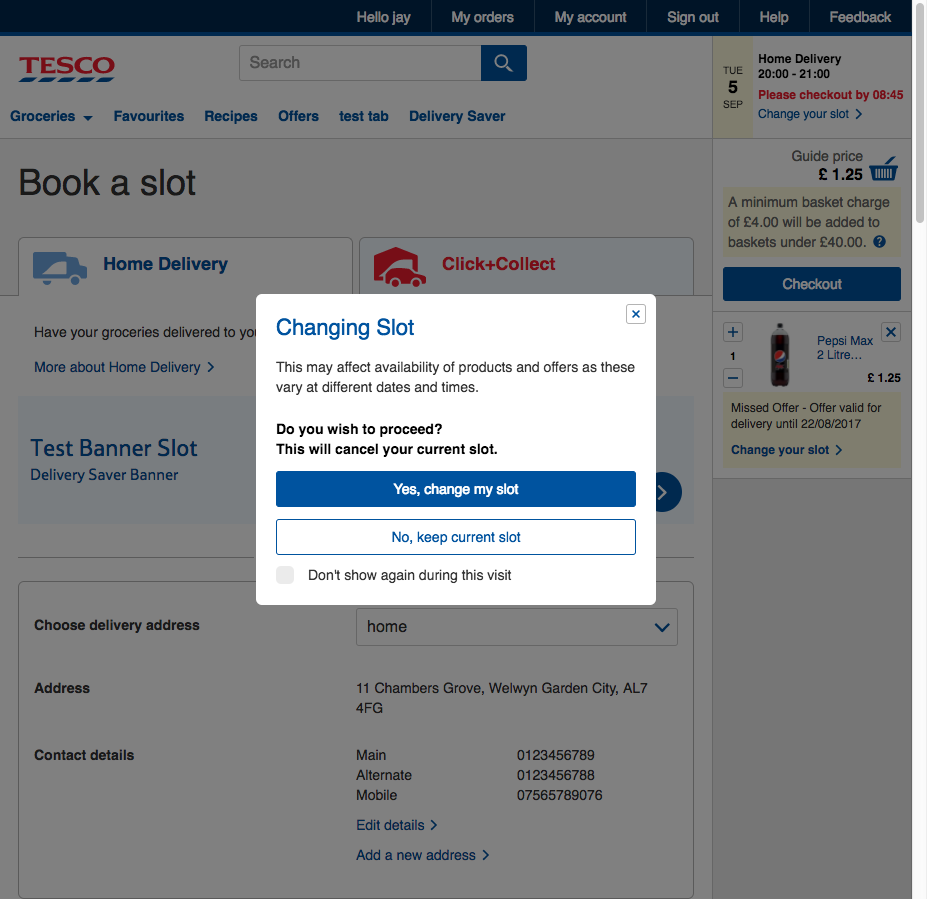 Hello jay
My orders
My account
Sign out
Help
Feedback
TESCO
Search
Groceries
Favourites
Recipes
Offers
test tab
Delivery Saver
TUE
5
SEP
Home Delivery
20:00 - 21:00
Please checkout by 08:45
Change your slot
Guide price
£ 1.25
A minimum basket charge
of £4.00 will be added to
baskets under £40.00. ?
Checkout
1
Pepsi Max
2 Litre...
£ 1.25
Missed Offer - Offer valid for
delivery until 22/08/2017
Change your slot
Book a slot
Home Delivery
Click+Collect
Have your groceries delivered to you
More about Home Delivery
Test Banner Slot
Delivery Saver Banner
Changing Slot
This may affect availability of products and offers as these
vary at different dates and times.
Do you wish to proceed?
This will cancel your current slot.
Yes, change my slot
No, keep current slot
Don't show again during this visit
Choose delivery address
home
Address
11 Chambers Grove, Welwyn Garden City, AL7
4FG
Contact details
Main 0123456789
Alternate 0123456788
Mobile 07565789076
Edit details
Add a new address